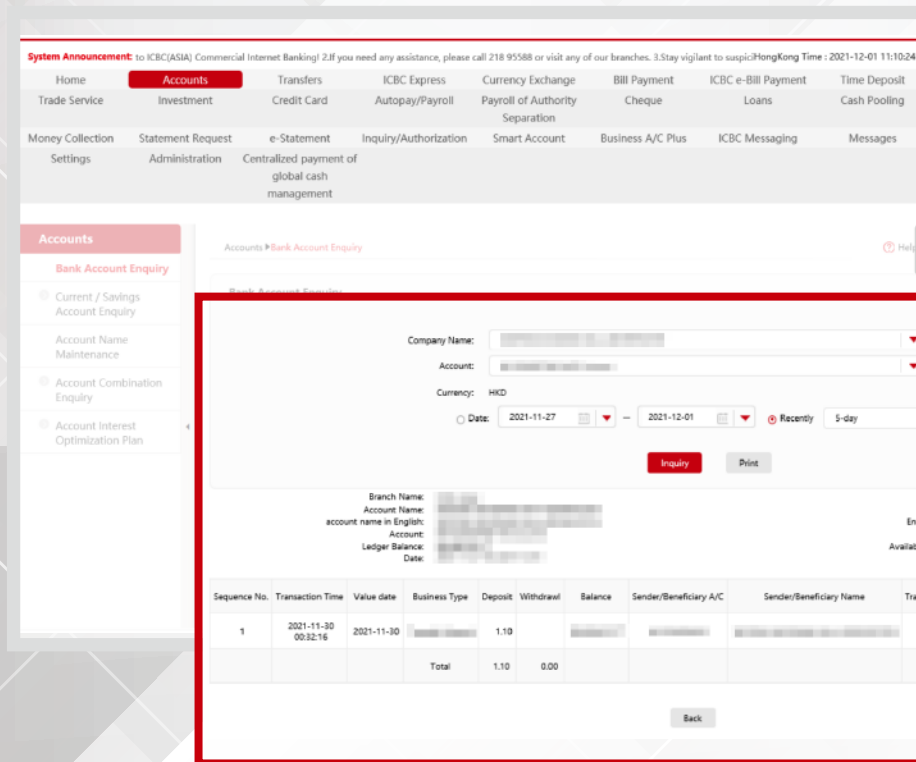 System Announcement: to ICBC(ASIA) Commercial Internet Banking! 2.If you need any assistance, please call 218 95588 or visit any of our branches. 3.Stay vigilant to suspici HongKong Time : 2021-12-01 11:10:24
Home Accounts Transfers ICBC Express Currency Exchange Bill Payment ICBC e-Bill Payment Time Deposit
Trade Service Investment Credit Card Autopay/Payroll Payroll of Authority Separation Cheque Loans Cash Pooling
Money Collection Statement Request e-Statement Inquiry/Authorization Smart Account Business A/C Plus ICBC Messaging Messages
Settings Administration Centralized payment of global cash management
Accounts
Bank Account Enquiry
Current / Savings
Account Enquiry
Account Name
Maintenance
Account Combination
Enquiry
Account Interest
Optimization Plan
Accounts Bank Account Enquiry Help
Bank Account Enquiry
Company Name:
Account:
Currency: HKD
Date: 2021-11-27 — 2021-12-01 Recently 5-day
Inquiry Print
Branch Name:
Account Name:
account name in English:
Account:
Ledger Balance:
Date:
Sequence No. Transaction Time Value date Business Type Deposit Withdrawl Balance Sender/Beneficiary A/C Sender/Beneficiary Name
1 2021-11-30 00:32:16 2021-11-30 1.10
Total 1.10 0.00
Back